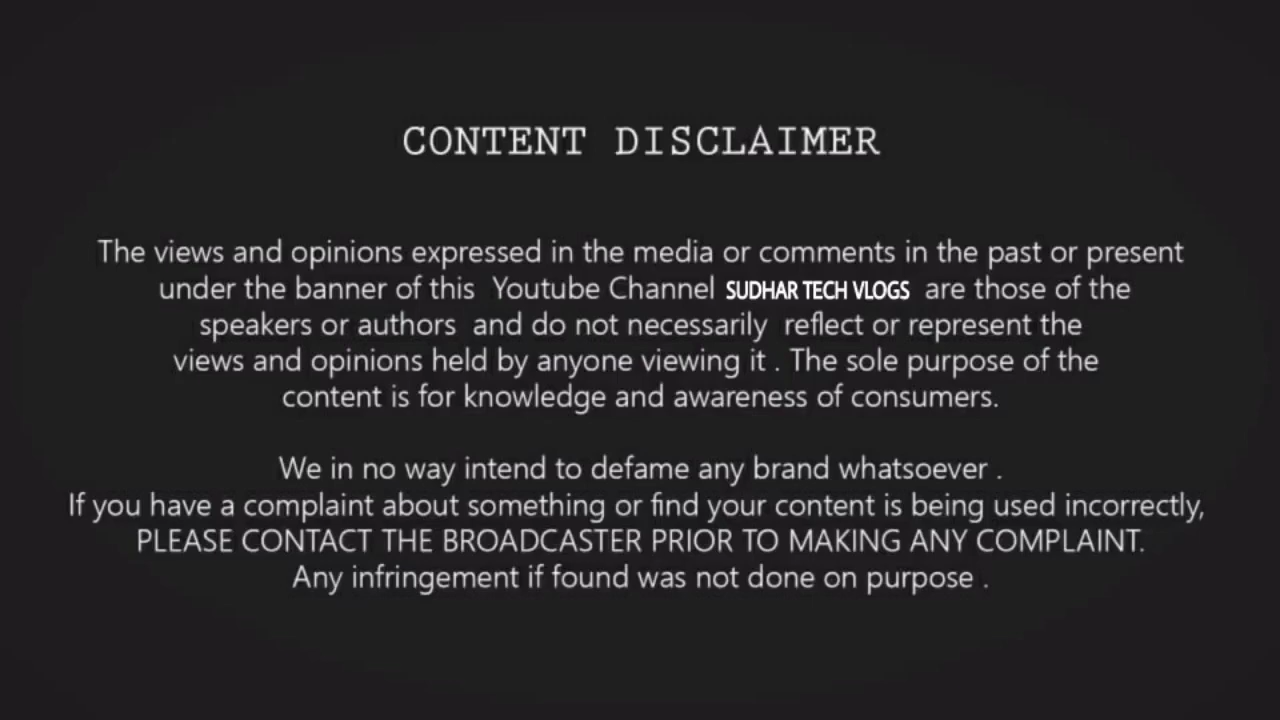 CONTENT DISCLAIMER
The views and opinions expressed in the media or comments in the past or present
under the banner of this Youtube Channel SUDHAR TECH VLOGS are those of the
speakers or authors and do not necessarily reflect or represent the
views and opinions held by anyone viewing it . The sole purpose of the
content is for knowledge and awareness of consumers.
We in no way intend to defame any brand whatsoever .
If you have a complaint about something or find your content is being used incorrectly,
PLEASE CONTACT THE BROADCASTER PRIOR TO MAKING ANY COMPLAINT.
Any infringement if found was not done on purpose .